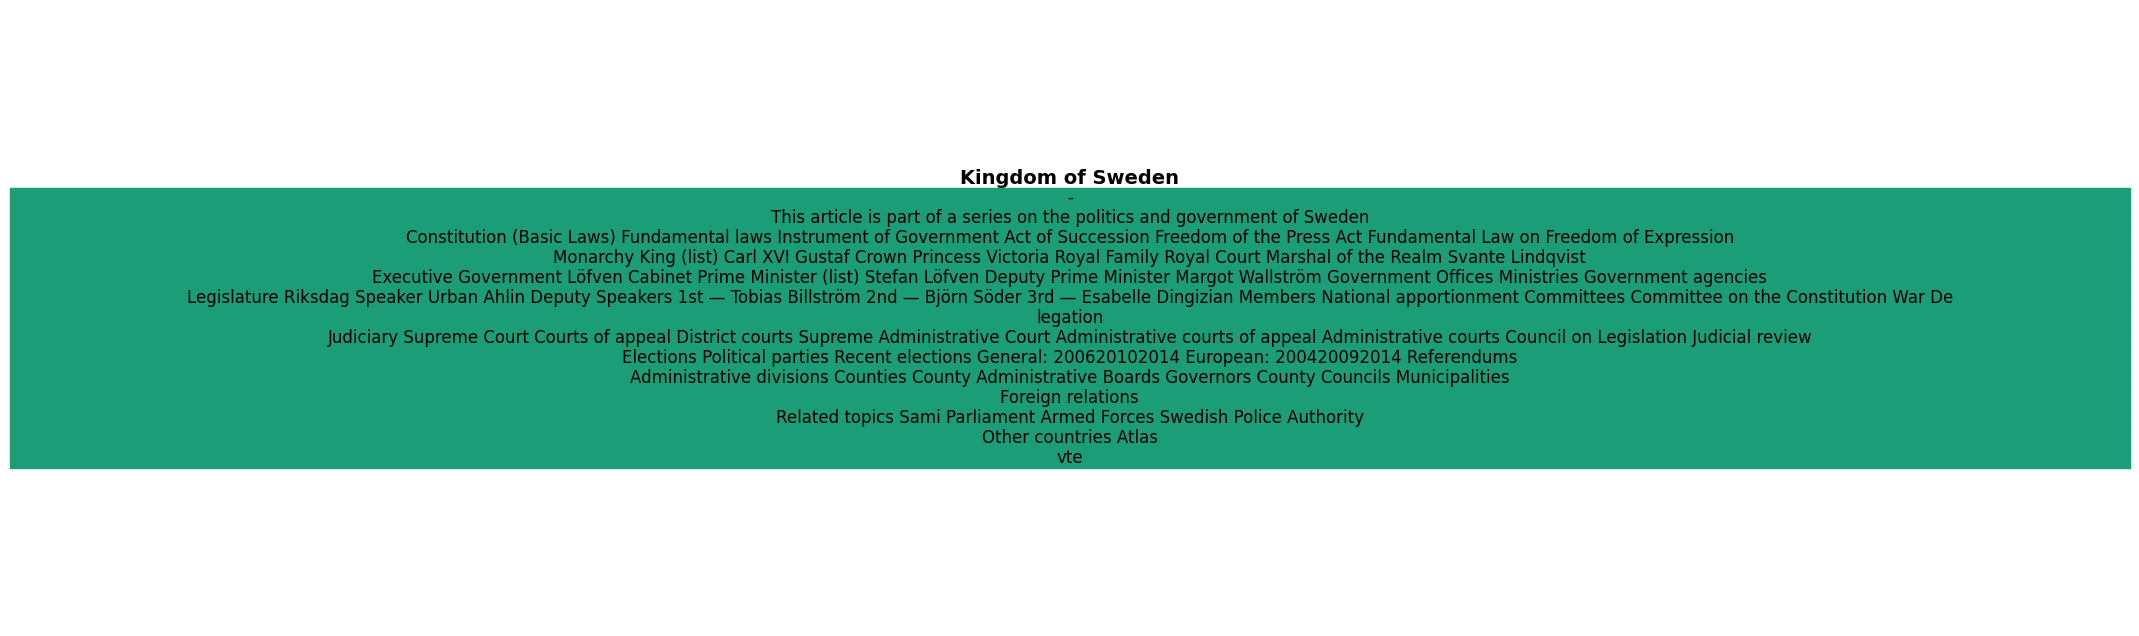 Kingdom of Sweden
-
This article is part of a series on the politics and government of Sweden
Constitution (Basic Laws) Fundamental laws Instrument of Government Act of Succession Freedom of the Press Act Fundamental Law on Freedom of Expression
Monarchy King (list) Carl XVI Gustaf Crown Princess Victoria Royal Family Royal Court Marshal of the Realm Svante Lindqvist
Executive Government Löfven Cabinet Prime Minister (list) Stefan Löfven Deputy Prime Minister Margot Wallström Government Offices Ministries Government agencies
Legislature Riksdag Speaker Urban Ahlin Deputy Speakers 1st — Tobias Billström 2nd — Björn Söder 3rd — Esabelle Dingizian Members National apportionment Committees Committee on the Constitution War De
legation
Judiciary Supreme Court Courts of appeal District courts Supreme Administrative Court Administrative courts of appeal Administrative courts Council on Legislation Judicial review
Elections Political parties Recent elections General: 200620102014 European: 200420092014 Referendums
Administrative divisions Counties County Administrative Boards Governors County Councils Municipalities
Foreign relations
Related topics Sami Parliament Armed Forces Swedish Police Authority
Other countries Atlas
vte